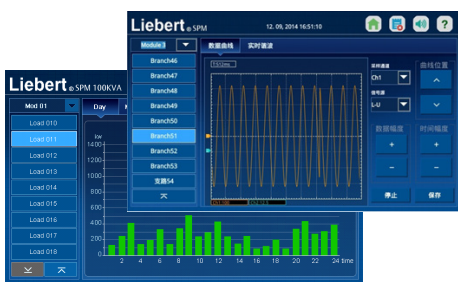 Liebert® SPM
12. 09, 2014 16:51:10
?
Module 3
数据曲线
实时谐波
Branch46
Branch47
Branch48
Branch49
Branch50
Branch51
Branch52
Branch53
支路54
T:512ms
采样通道
Ch1
信号源
L-U
曲线位置
数据幅度
时间幅度
+
+
-
-
停止
保存
Liebert® SPM 100KVA
Mod 01
Day
Load 010
Load 011
Load 012
Load 013
Load 014
Load 015
Load 016
Load 017
Load 018
kw
1400
1200
1000
800
600
400
200
0
2 4 6 8 10 12 14 16 18 20 22 24 time